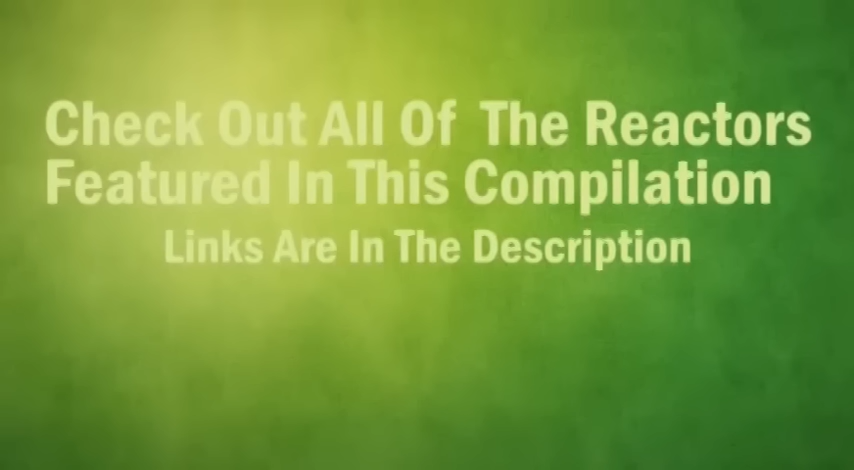 Check Out All Of The Reactors
Featured In This Compilation
Links Are In The Description